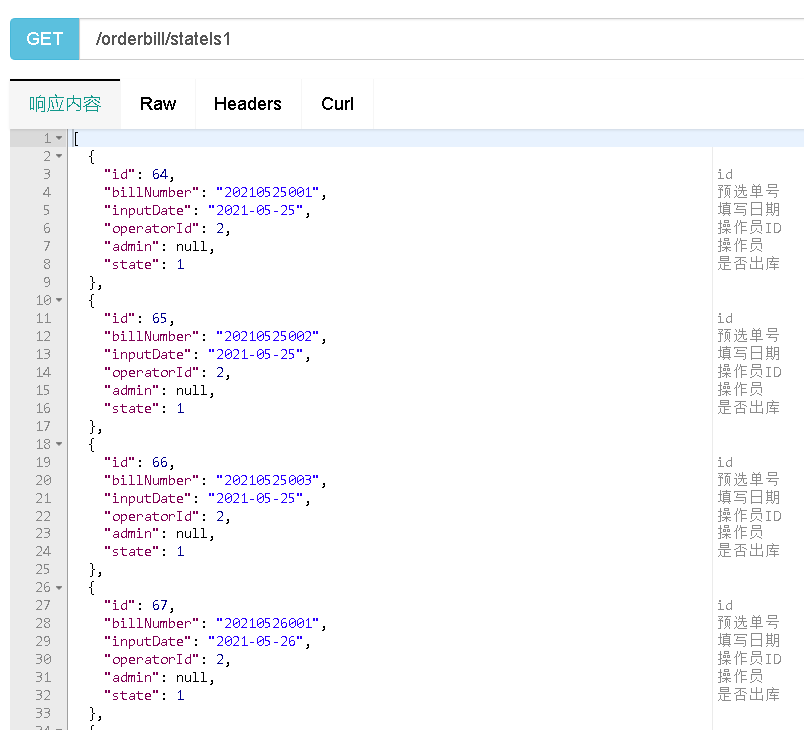 GET /orderbill/stateIs1
响应内容 Raw Headers Curl
1 [
2 {
3 "id": 64, id
4 "billNumber": "20210525001", 预选单号
5 "inputDate": "2021-05-25", 填写日期
6 "operatorId": 2, 操作员ID
7 "admin": null, 操作员
8 "state": 1 是否出库
9 },
10 {
11 "id": 65, id
12 "billNumber": "20210525002", 预选单号
13 "inputDate": "2021-05-25", 填写日期
14 "operatorId": 2, 操作员ID
15 "admin": null, 操作员
16 "state": 1 是否出库
17 },
18 {
19 "id": 66, id
20 "billNumber": "20210525003", 预选单号
21 "inputDate": "2021-05-25", 填写日期
22 "operatorId": 2, 操作员ID
23 "admin": null, 操作员
24 "state": 1 是否出库
25 },
26 {
27 "id": 67, id
28 "billNumber": "20210526001", 预选单号
29 "inputDate": "2021-05-26", 填写日期
30 "operatorId": 2, 操作员ID
31 "admin": null, 操作员
32 "state": 1 是否出库
33 },
34 {